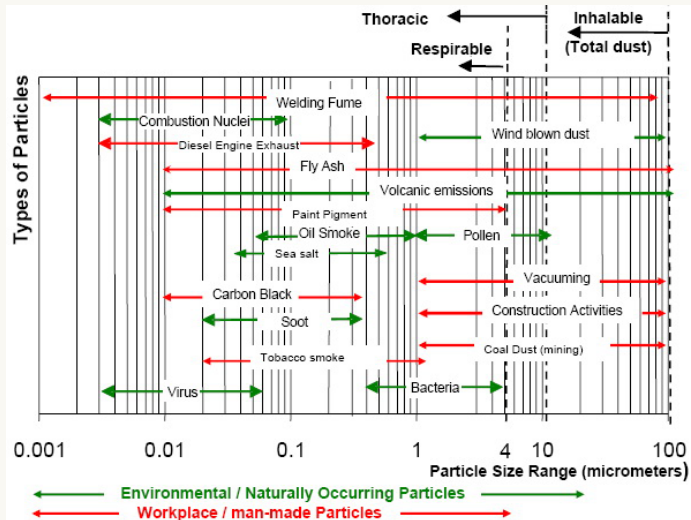 Thoracic
Inhalable
(Total dust)
Respirable
Types of Particles
Welding Fume
Combustion Nuclei
Wind blown dust
Diesel Engine Exhaust
Fly Ash
Volcanic emissions
Paint Pigment
Oil Smoke
Pollen
Sea salt
Vacuuming
Carbon Black
Construction Activities
Soot
Coal Dust (mining)
Tobacco smoke
Bacteria
Virus
0.001 0.01 0.1 1 4 10 100
Particle Size Range (micrometers)
Environmental / Naturally Occurring Particles
Workplace / man-made Particles